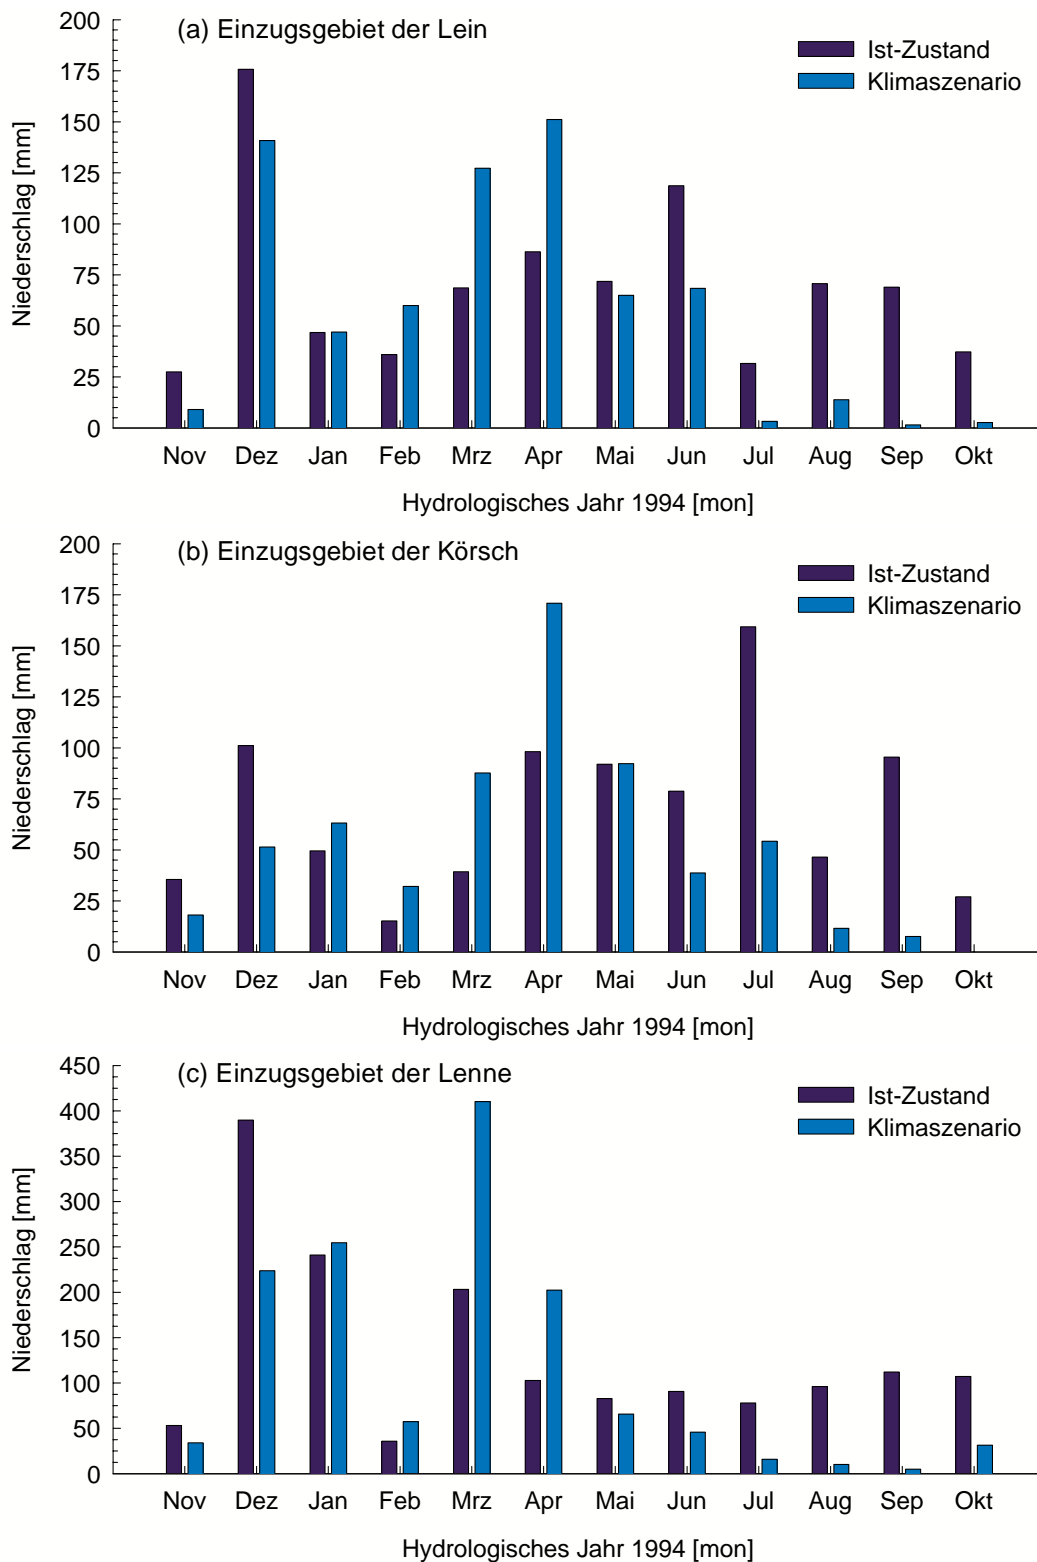 (a) Einzugsgebiet der Lein
Ist-Zustand
Klimaszenario
Niederschlag [mm]
200
175
150
125
100
75
50
25
0
Nov Dez Jan Feb Mrz Apr Mai Jun Jul Aug Sep Okt
Hydrologisches Jahr 1994 [mon]
(b) Einzugsgebiet der Körsch
Ist-Zustand
Klimaszenario
Niederschlag [mm]
200
175
150
125
100
75
50
25
0
Nov Dez Jan Feb Mrz Apr Mai Jun Jul Aug Sep Okt
Hydrologisches Jahr 1994 [mon]
(c) Einzugsgebiet der Lenne
Ist-Zustand
Klimaszenario
Niederschlag [mm]
450
400
350
300
250
200
150
100
50
0
Nov Dez Jan Feb Mrz Apr Mai Jun Jul Aug Sep Okt
Hydrologisches Jahr 1994 [mon]